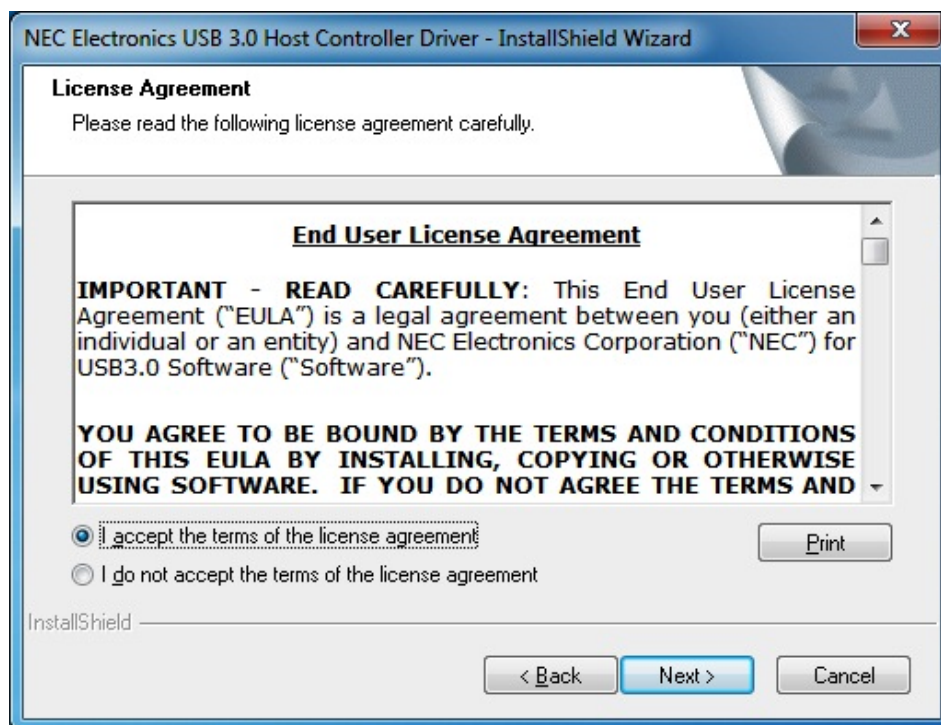 NEC Electronics USB 3.0 Host Controller Driver - InstallShield Wizard
License Agreement
Please read the following license agreement carefully.
End User License Agreement
IMPORTANT - READ CAREFULLY: This End User License
Agreement (“EULA”) is a legal agreement between you (either an
individual or an entity) and NEC Electronics Corporation (“NEC”) for
USB3.0 Software (“Software”).
YOU AGREE TO BE BOUND BY THE TERMS AND CONDITIONS
OF THIS EULA BY INSTALLING, COPYING OR OTHERWISE
USING SOFTWARE.  IF YOU DO NOT AGREE THE TERMS AND
I accept the terms of the license agreement
Print
I do not accept the terms of the license agreement
InstallShield
< Back
Next >
Cancel